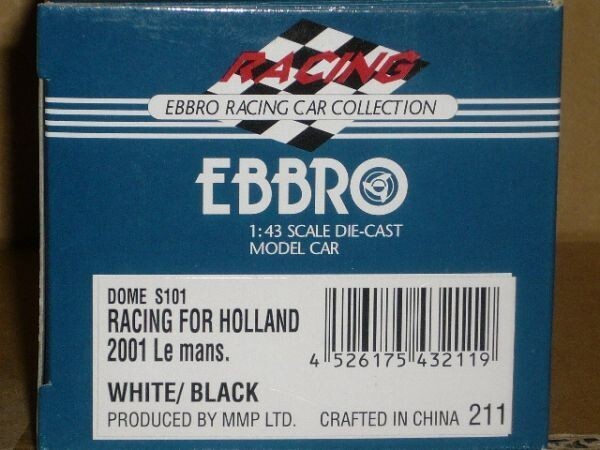 RACING
EBBRO RACING CAR COLLECTION
EBBRO
1:43 SCALE DIE-CAST
MODEL CAR
DOME S101
RACING FOR HOLLAND
2001 Le mans.
4 526175 432119
WHITE/ BLACK
PRODUCED BY MMP LTD. CRAFTED IN CHINA 211